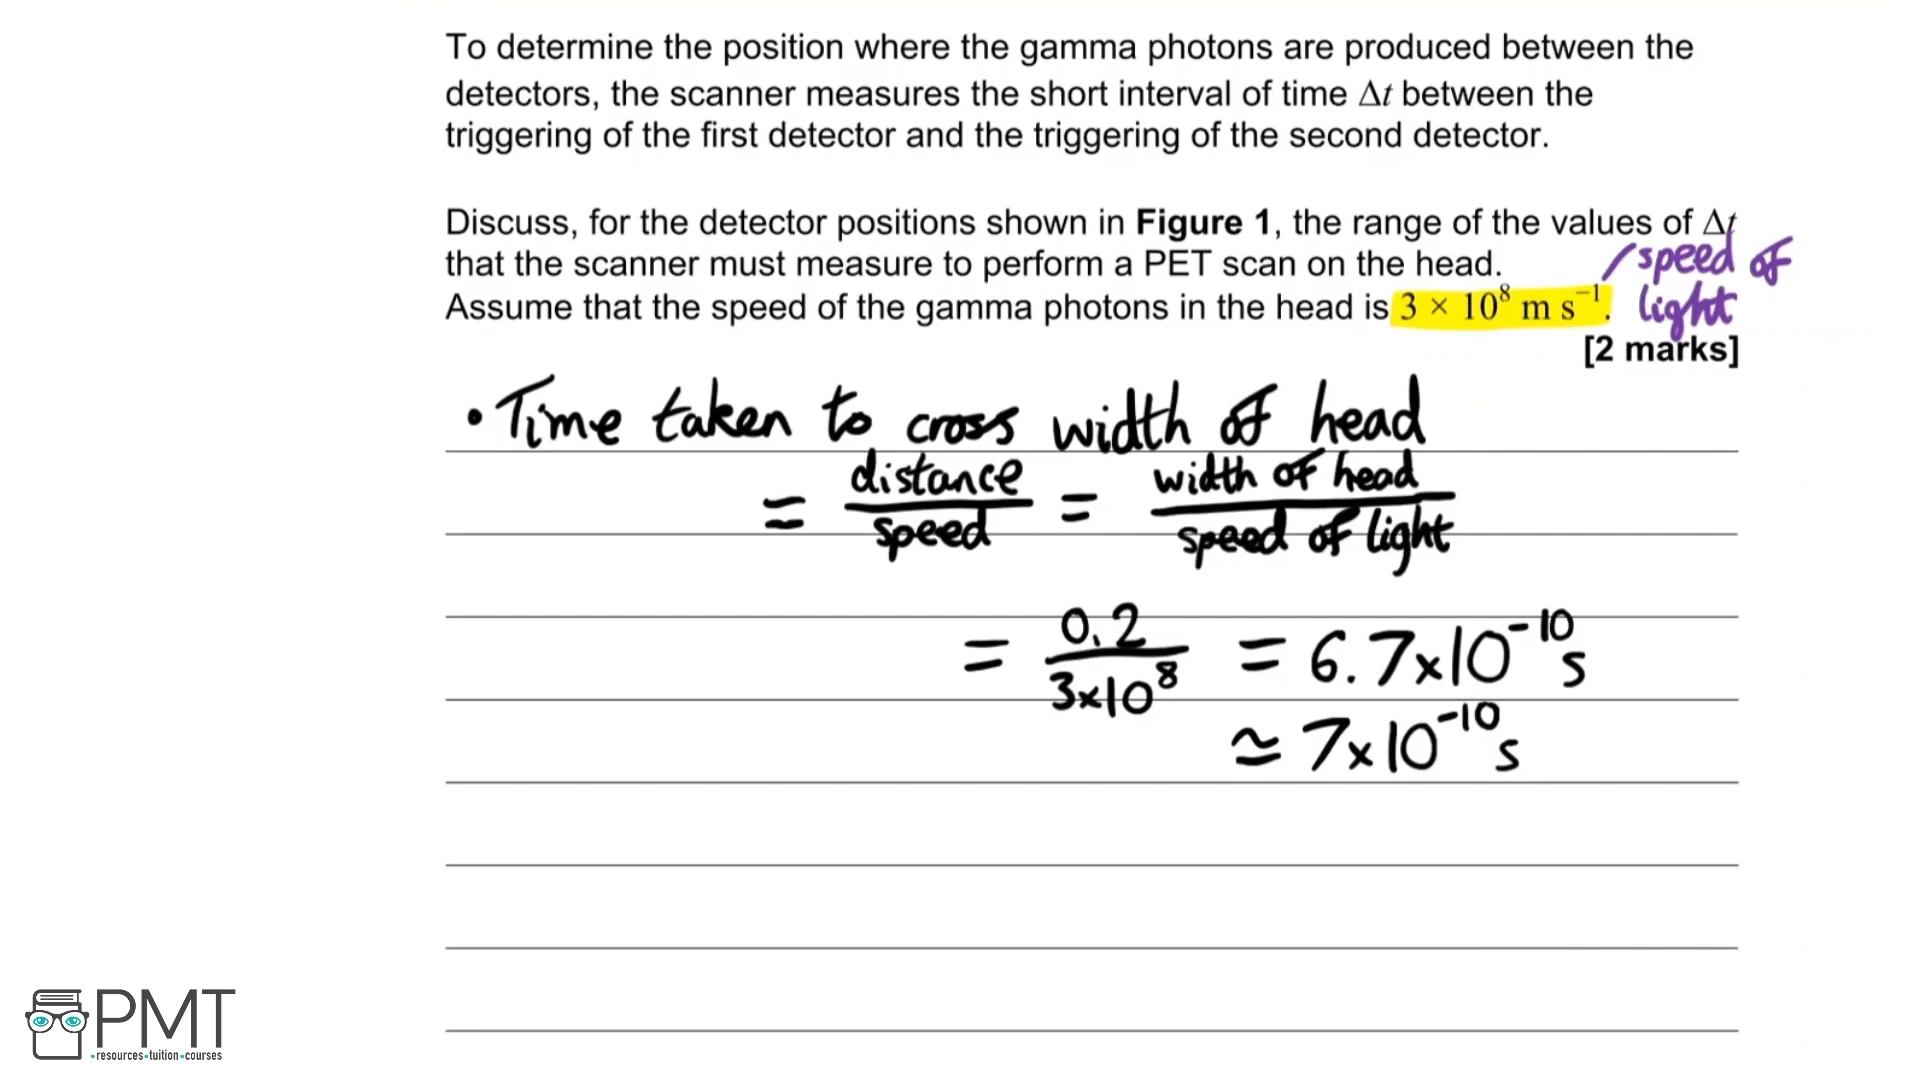 To determine the position where the gamma photons are produced between the
detectors, the scanner measures the short interval of time Δt between the
triggering of the first detector and the triggering of the second detector.
Discuss, for the detector positions shown in Figure 1, the range of the values of Δt
that the scanner must measure to perform a PET scan on the head.
Assume that the speed of the gamma photons in the head is 3 × 10⁸ m s⁻¹.
speed of
light
[2 marks]
• Time taken to cross width of head
= distance/speed = width of head/speed of light
= 0.2/3×10⁸ = 6.7×10⁻¹⁰ s
≃ 7×10⁻¹⁰ s
PMT
•resources•tuition•courses